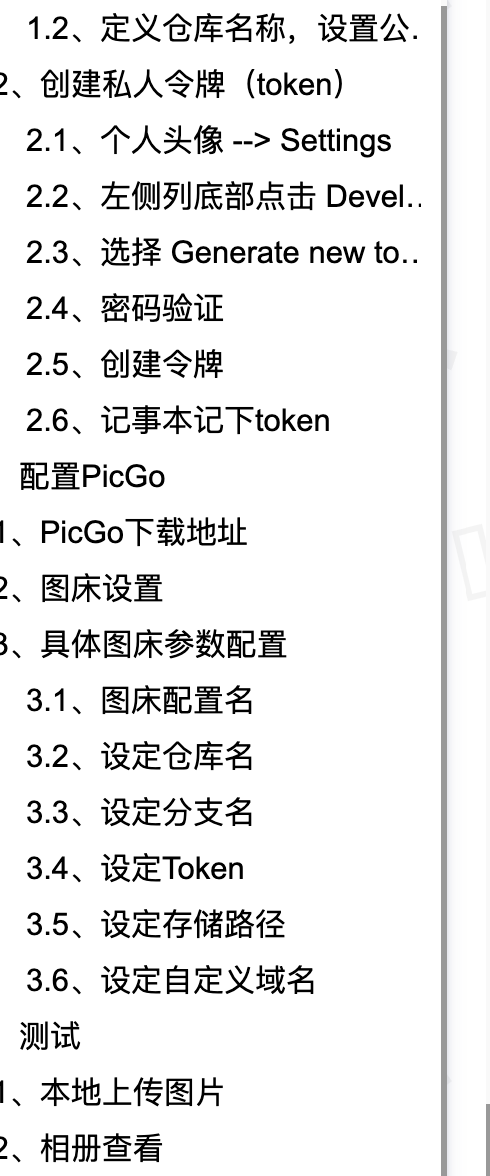 1.2、定义仓库名称，设置公.
2、创建私人令牌（token）
2.1、个人头像 --> Settings
2.2、左侧列底部点击 Devel..
2.3、选择 Generate new to..
2.4、密码验证
2.5、创建令牌
2.6、记事本记下token
配置PicGo
1、PicGo下载地址
2、图床设置
3、具体图床参数配置
3.1、图床配置名
3.2、设定仓库名
3.3、设定分支名
3.4、设定Token
3.5、设定存储路径
3.6、设定自定义域名
测试
1、本地上传图片
2、相册查看